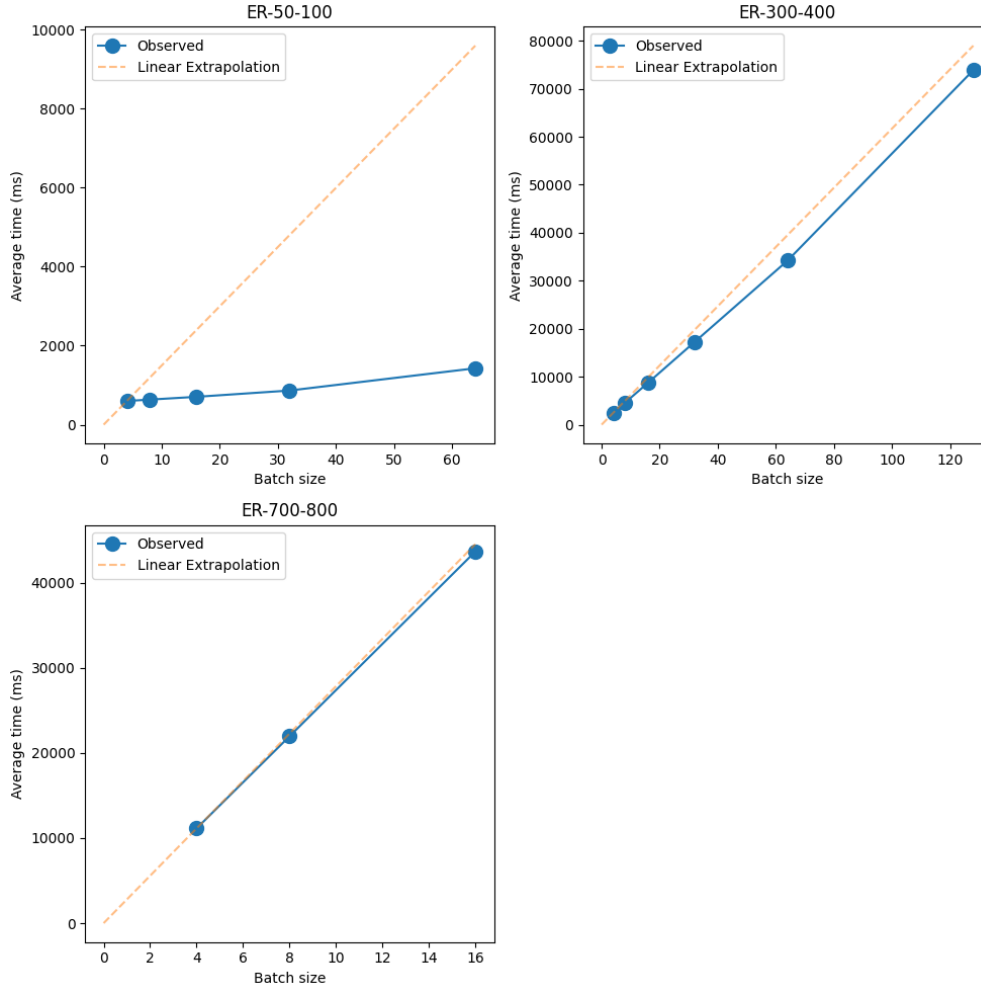 ER-50-100
10000
8000
6000
4000
2000
0
Average time (ms)
Observed
Linear Extrapolation
0 10 20 30 40 50 60
Batch size
ER-300-400
80000
70000
60000
50000
40000
30000
20000
10000
0
Average time (ms)
Observed
Linear Extrapolation
0 20 40 60 80 100 120
Batch size
ER-700-800
40000
30000
20000
10000
0
Average time (ms)
Observed
Linear Extrapolation
0 2 4 6 8 10 12 14 16
Batch size